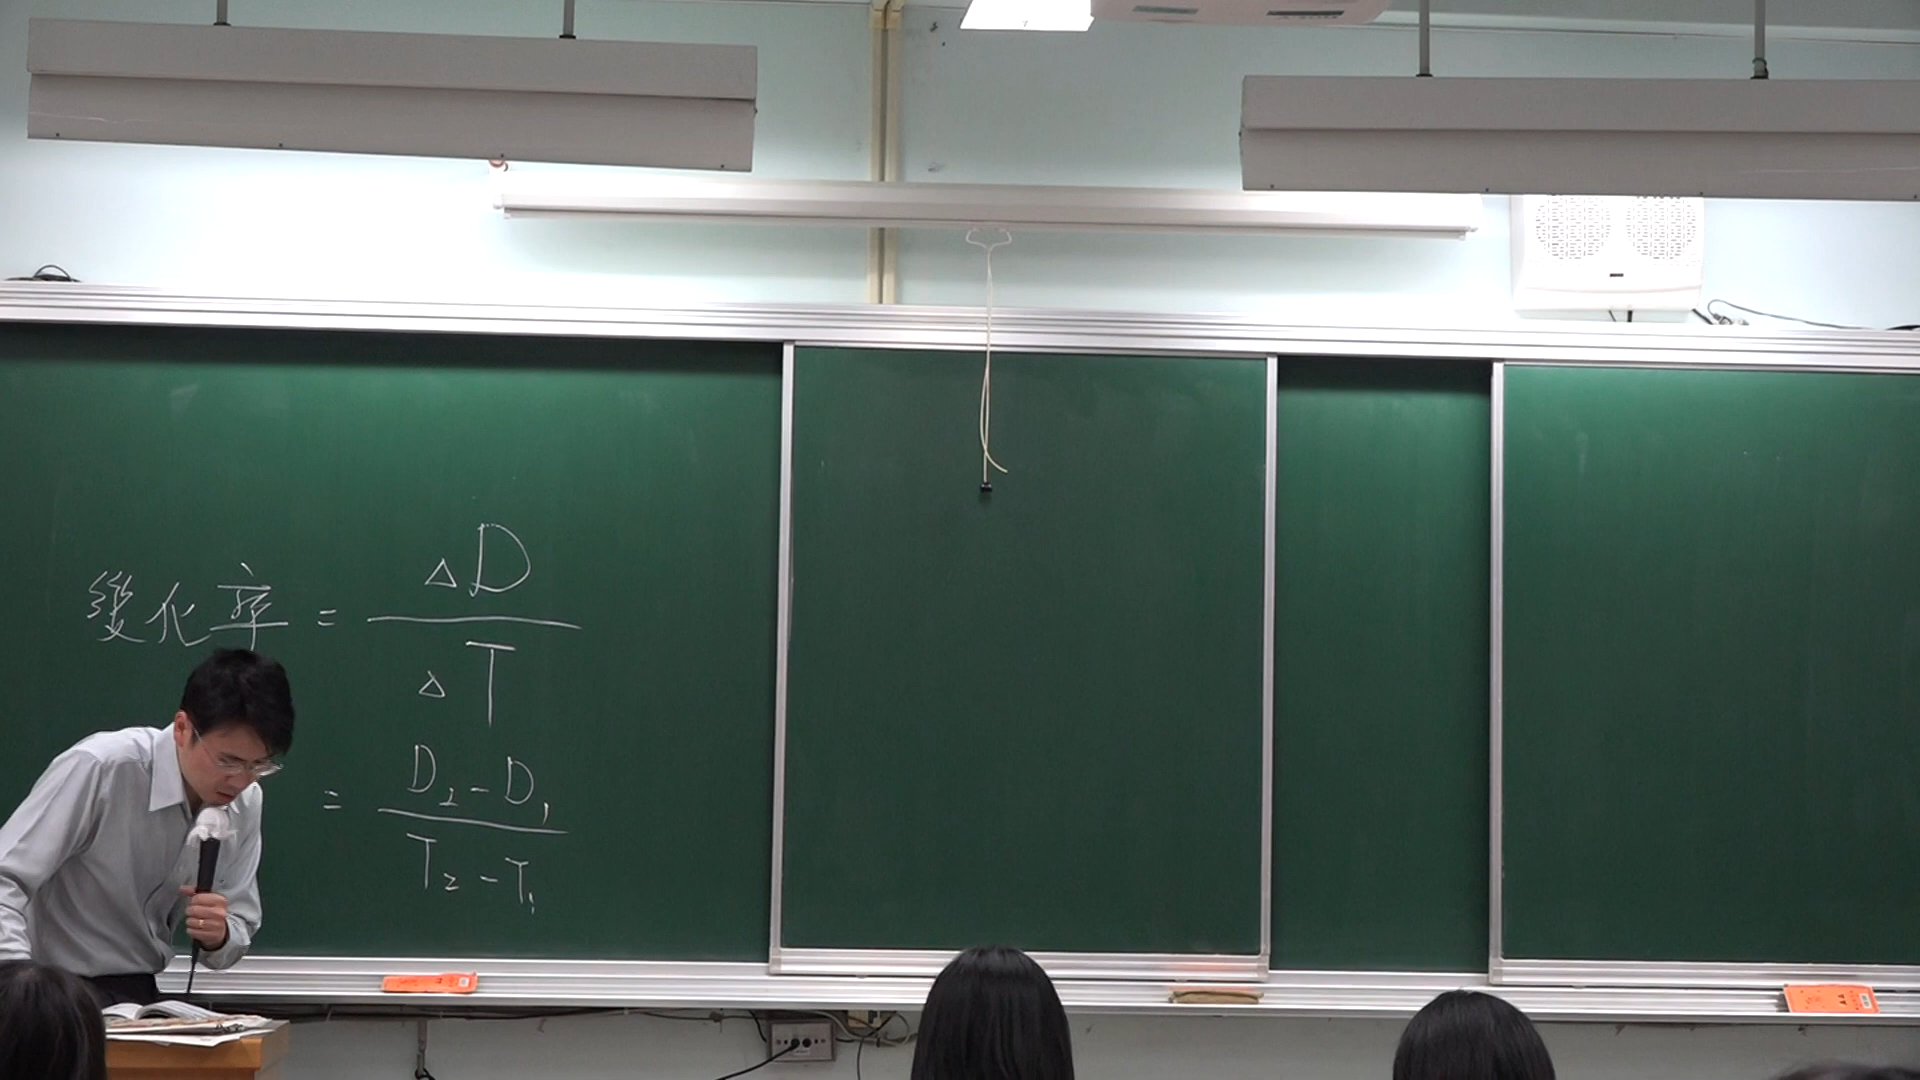 變化率 = ΔD / ΔT
= D₂ - D₁ / T₂ - T₁